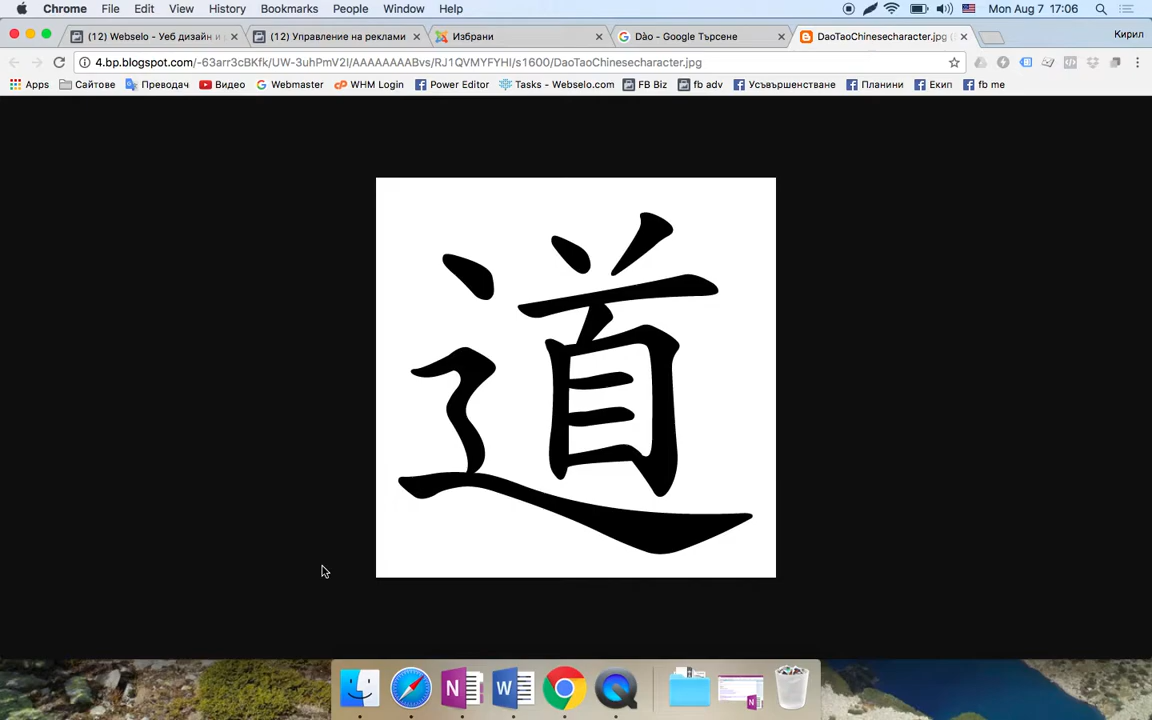 Chrome File Edit View History Bookmarks People Window Help Mon Aug 7 17:06
(12) Webselo - Уеб дизайн и (12) Управление на реклами Избрани Dào - Google Търсене DaoTaoChinesecharacter.jpg Кирил
4.bp.blogspot.com/-63arr3cBKfk/UW-3uhPmV2I/AAAAAAAABvs/RJ1QVMYFYHI/s1600/DaoTaoChinesecharacter.jpg
Apps Сайтове Преводач Видео Webmaster WHM Login Power Editor Tasks - Webselo.com FB Biz fb adv Усъвършенстване Планини Екип fb me
道